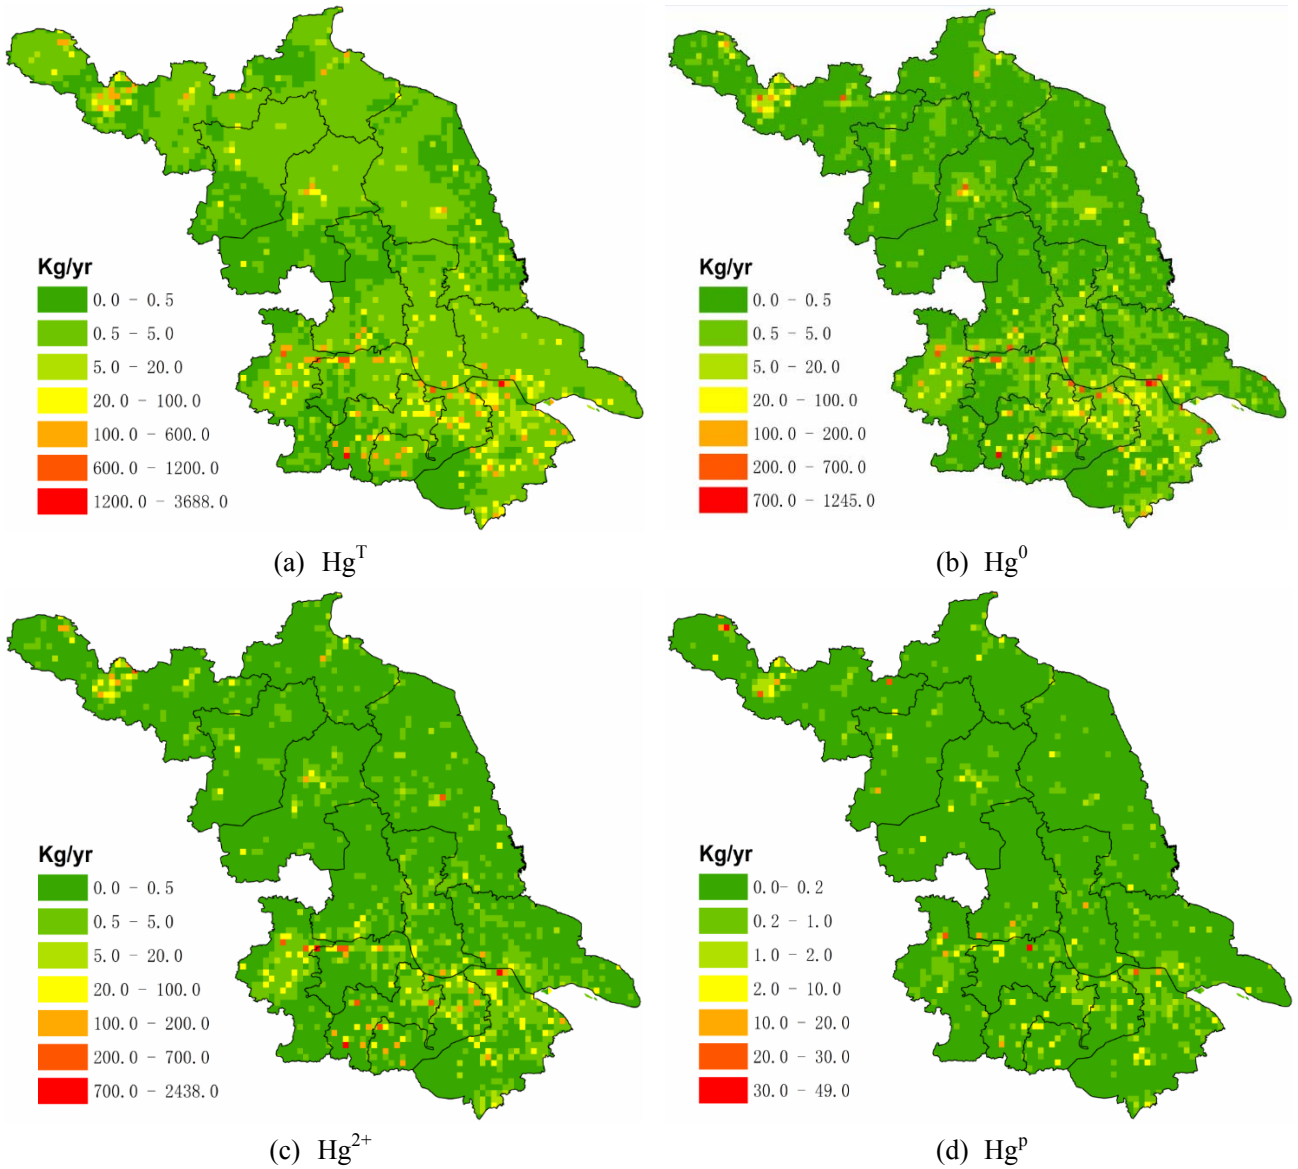 Kg/yr
0.0 - 0.5
0.5 - 5.0
5.0 - 20.0
20.0 - 100.0
100.0 - 600.0
600.0 - 1200.0
1200.0 - 3688.0
(a) Hg^T
Kg/yr
0.0 - 0.5
0.5 - 5.0
5.0 - 20.0
20.0 - 100.0
100.0 - 200.0
200.0 - 700.0
700.0 - 1245.0
(b) Hg^0
Kg/yr
0.0 - 0.5
0.5 - 5.0
5.0 - 20.0
20.0 - 100.0
100.0 - 200.0
200.0 - 700.0
700.0 - 2438.0
(c) Hg^2+
Kg/yr
0.0- 0.2
0.2 - 1.0
1.0 - 2.0
2.0 - 10.0
10.0 - 20.0
20.0 - 30.0
30.0 - 49.0
(d) Hg^p